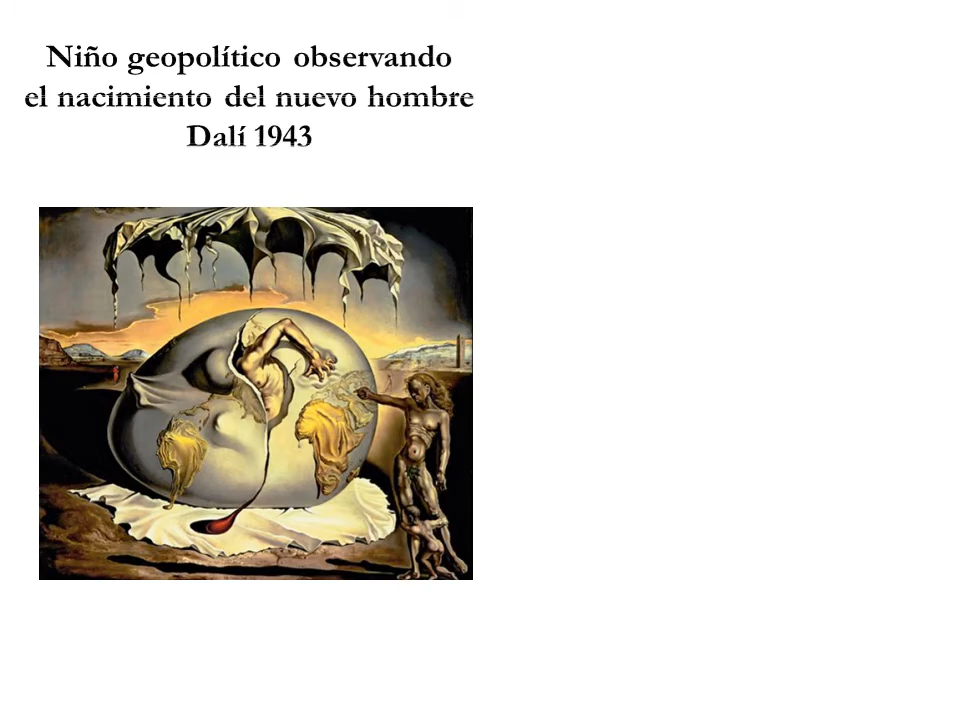 Niño geopolítico observando
el nacimiento del nuevo hombre
Dalí 1943